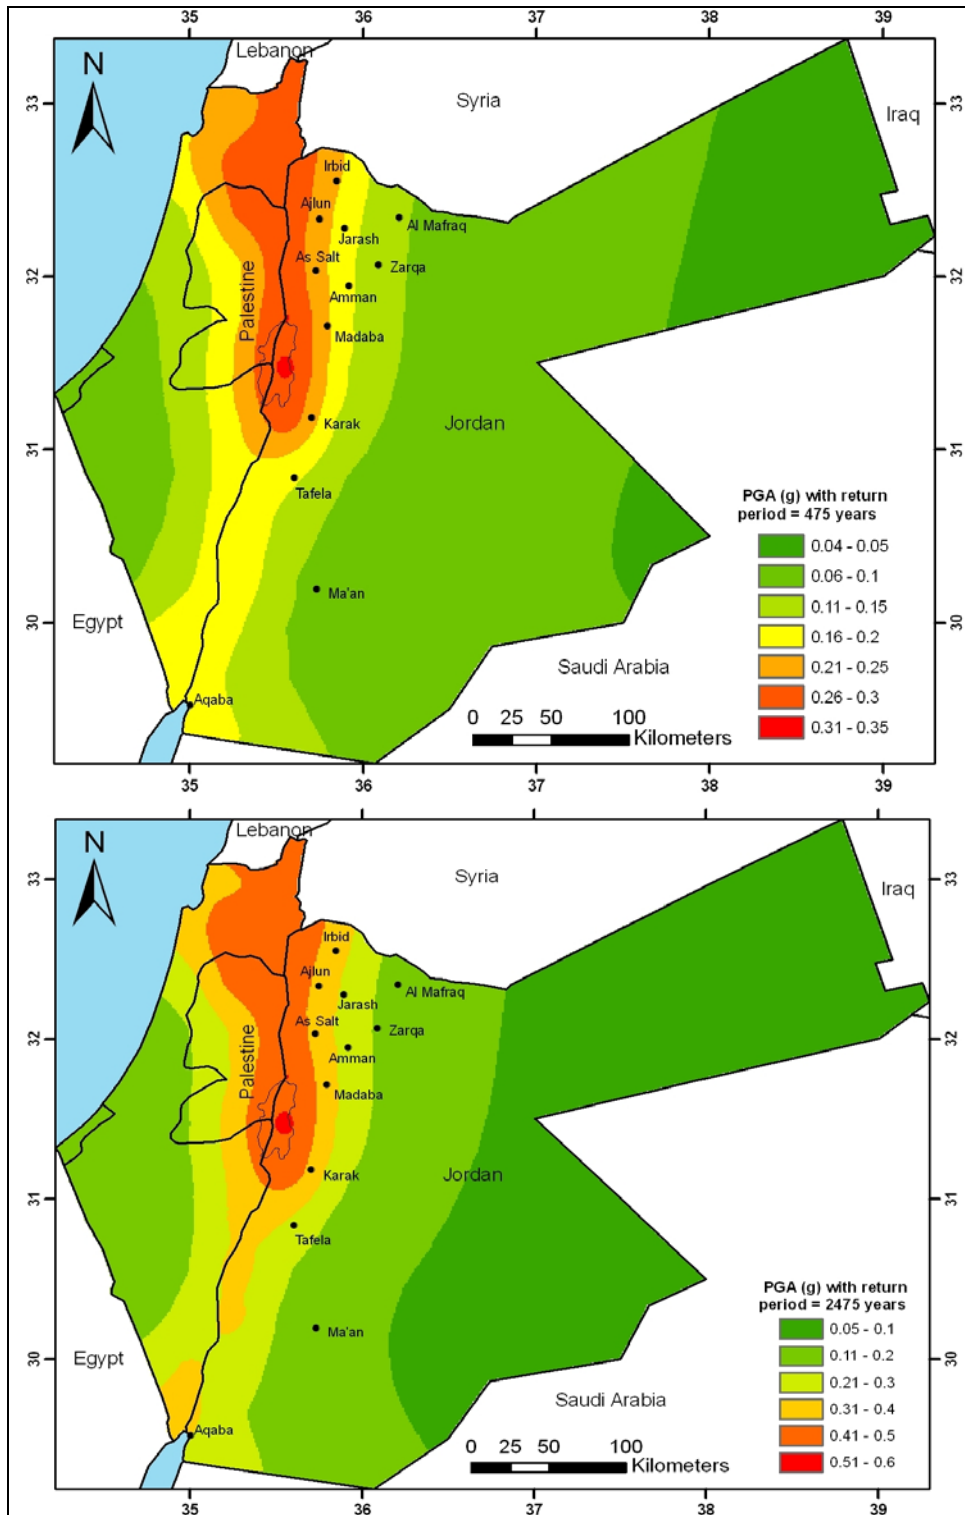 35 36 37 38 39
Lebanon
N
Syria
33 33
Iraq
Irbid
Ajlun
Al Mafraq
Jarash
As Salt
Zarqa
32 32
Palestine
Amman
Madaba
Karak
Jordan
31 31
Tafela
PGA (g) with return
period = 475 years
0.04 - 0.05
0.06 - 0.1
Ma'an
0.11 - 0.15
Egypt
30 30
0.16 - 0.2
Saudi Arabia
0.21 - 0.25
Aqaba
0.26 - 0.3
0 25 50 100
0.31 - 0.35
Kilometers
35 36 37 38 39
35 36 37 38 39
Lebanon
N
Syria
33 33
Iraq
Irbid
Ajlun
Al Mafraq
Jarash
As Salt
Zarqa
32 32
Palestine
Amman
Madaba
Karak
Jordan
31 31
Tafela
PGA (g) with return
period = 2475 years
0.05 - 0.1
Ma'an
0.11 - 0.2
Egypt
30 30
0.21 - 0.3
Saudi Arabia
0.31 - 0.4
Aqaba
0.41 - 0.5
0 25 50 100
0.51 - 0.6
Kilometers
35 36 37 38 39